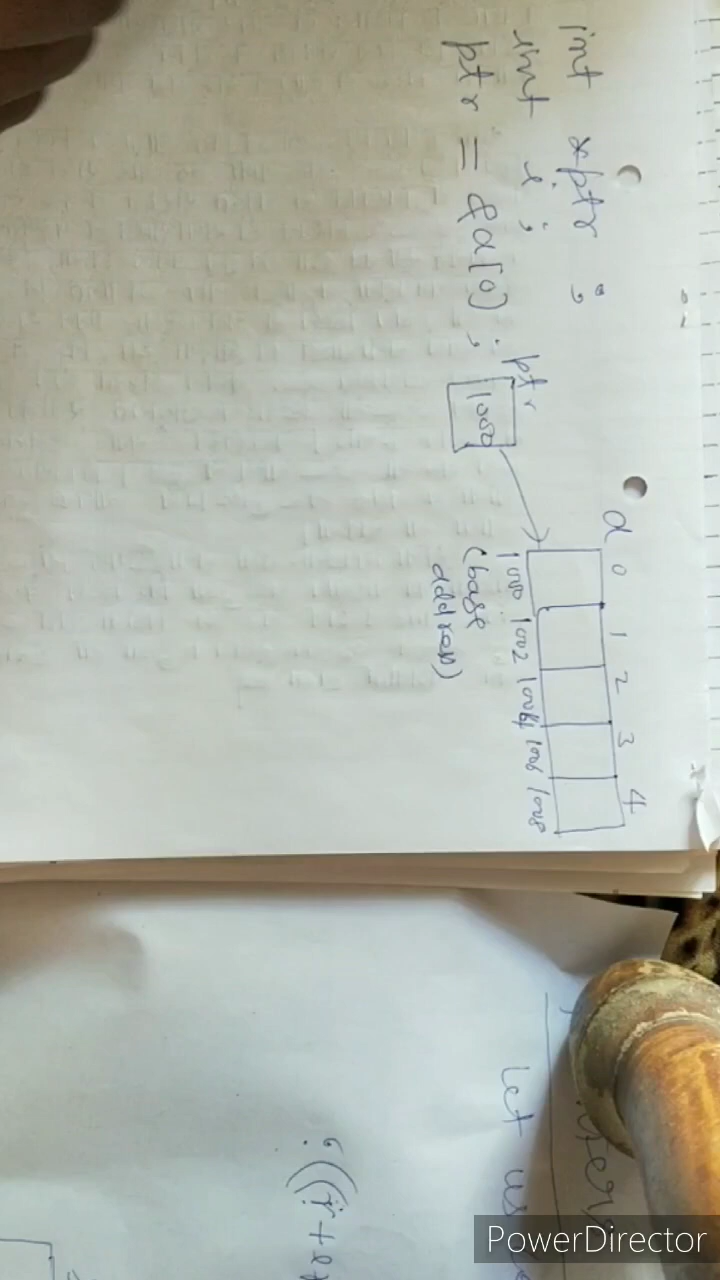 int *ptr ;
int i ;
ptr = &a[0] ;
ptr
1000
a 0 1 2 3 4
1000 1002 1004 1006 1008
(base
address)
let us
PowerDirector